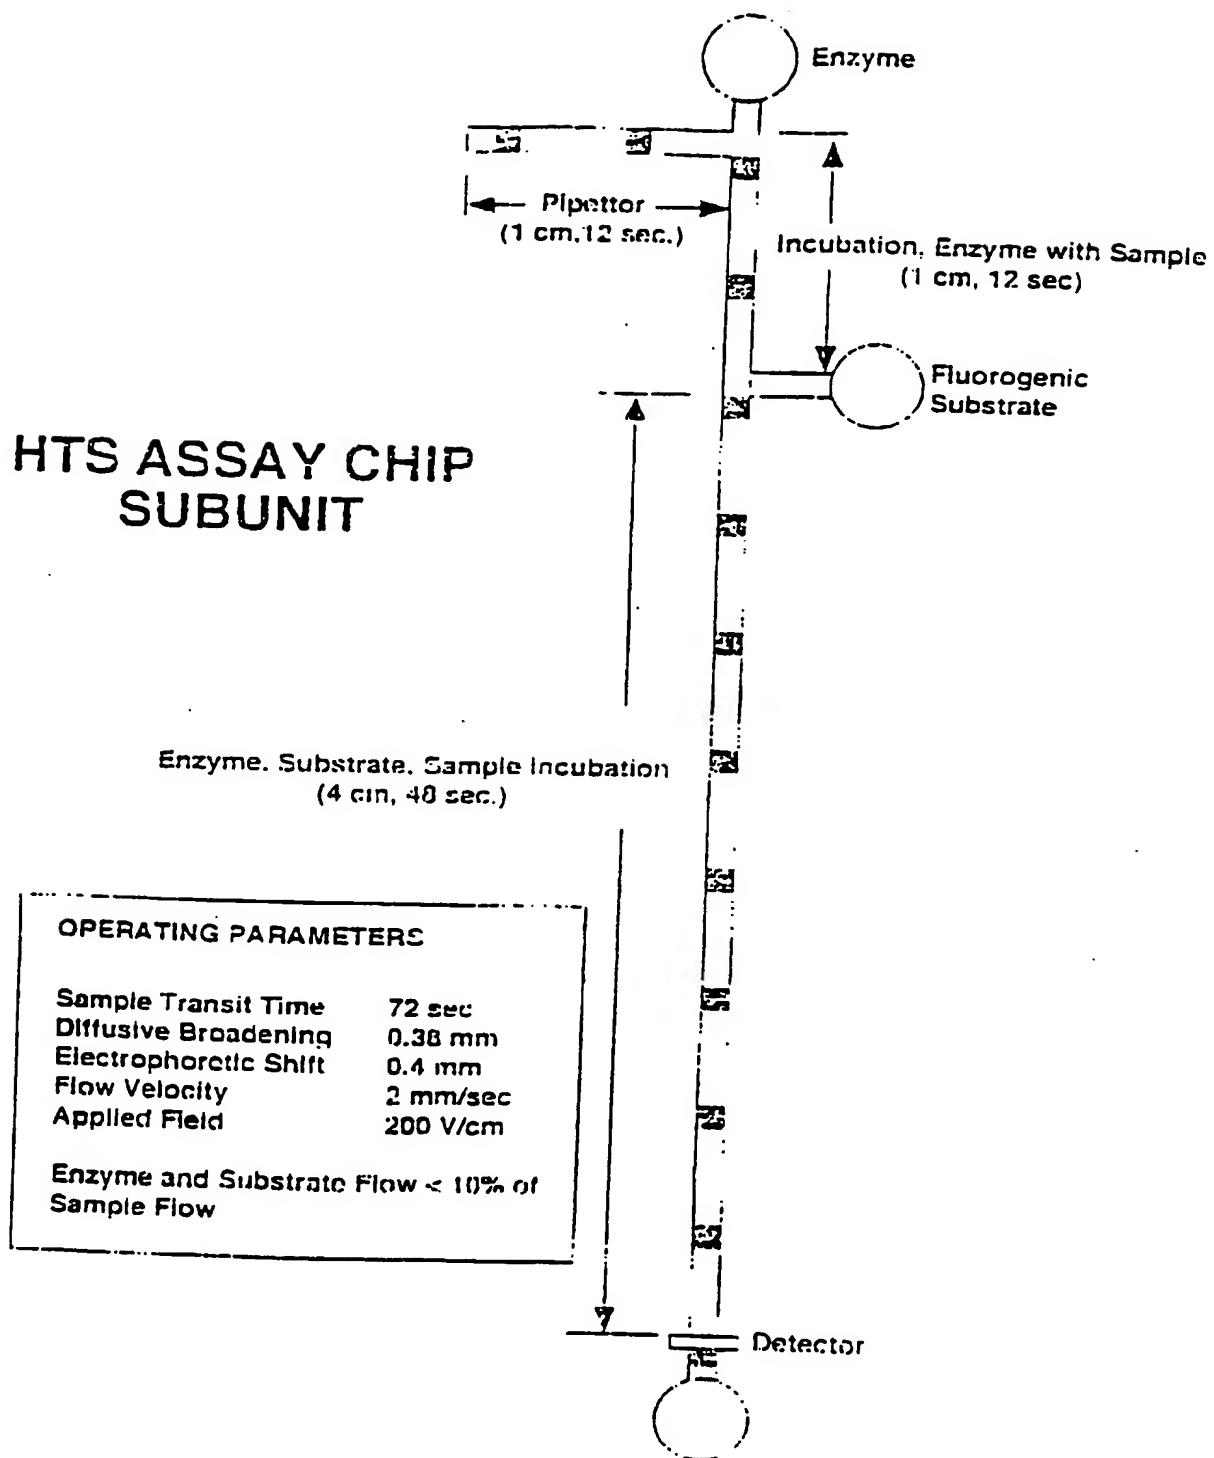 Enzyme
Pipettor
(1 cm, 12 sec.)
Incubation, Enzyme with Sample
(1 cm, 12 sec)
Fluorogenic
Substrate
HTS ASSAY CHIP
SUBUNIT
Enzyme, Substrate, Sample Incubation
(4 cm, 48 sec.)
OPERATING PARAMETERS
Sample Transit Time 72 sec
Diffusive Broadening 0.38 mm
Electrophoretic Shift 0.4 mm
Flow Velocity 2 mm/sec
Applied Field 200 V/cm
Enzyme and Substrate Flow < 10% of
Sample Flow
Detector